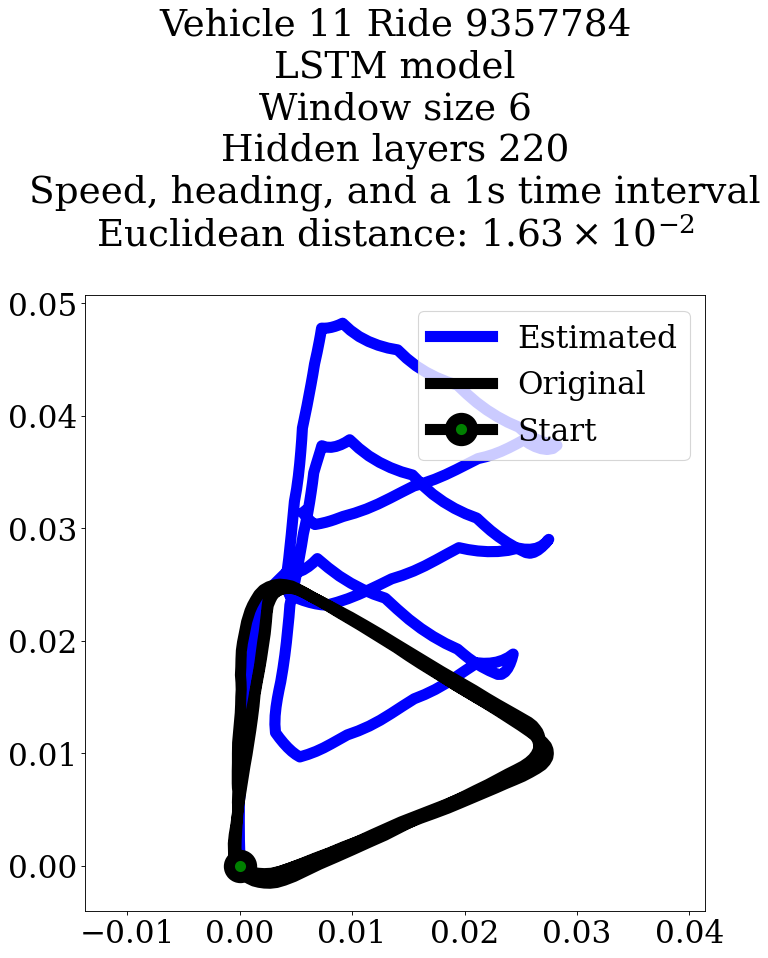 Vehicle 11 Ride 9357784
LSTM model
Window size 6
Hidden layers 220
Speed, heading, and a 1s time interval
Euclidean distance: 1.63 × 10⁻²
0.05
Estimated
Original
Start
0.04
0.03
0.02
0.01
0.00
−0.01 0.00 0.01 0.02 0.03 0.04